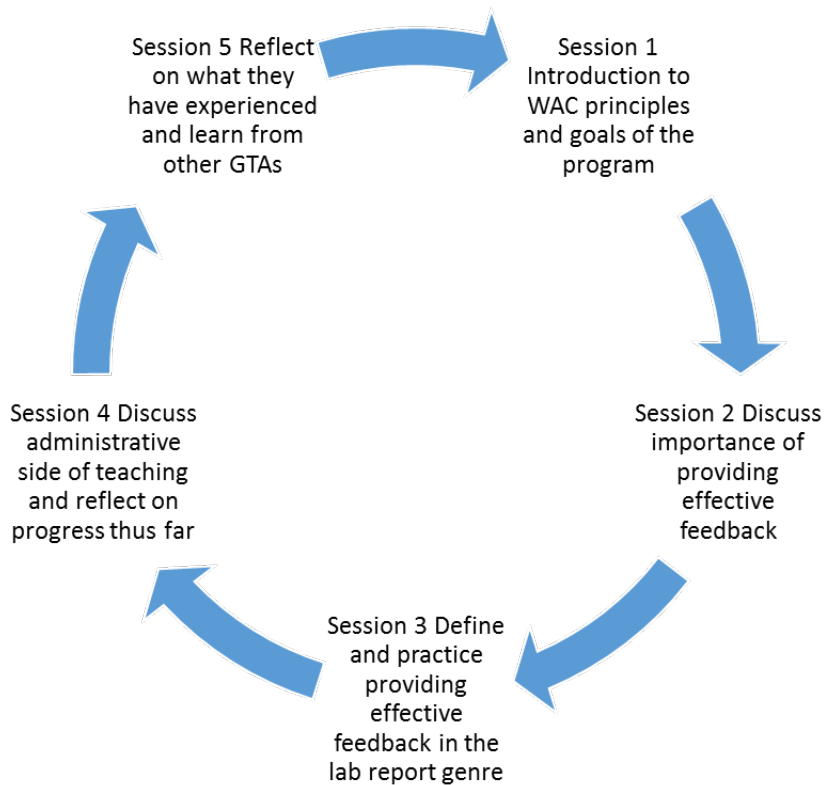 Session 1
Introduction to
WAC principles
and goals of the
program
Session 2 Discuss
importance of
providing
effective
feedback
Session 3 Define
and practice
providing
effective
feedback in the
lab report genre
Session 4 Discuss
administrative
side of teaching
and reflect on
progress thus far
Session 5 Reflect
on what they
have experienced
and learn from
other GTAs